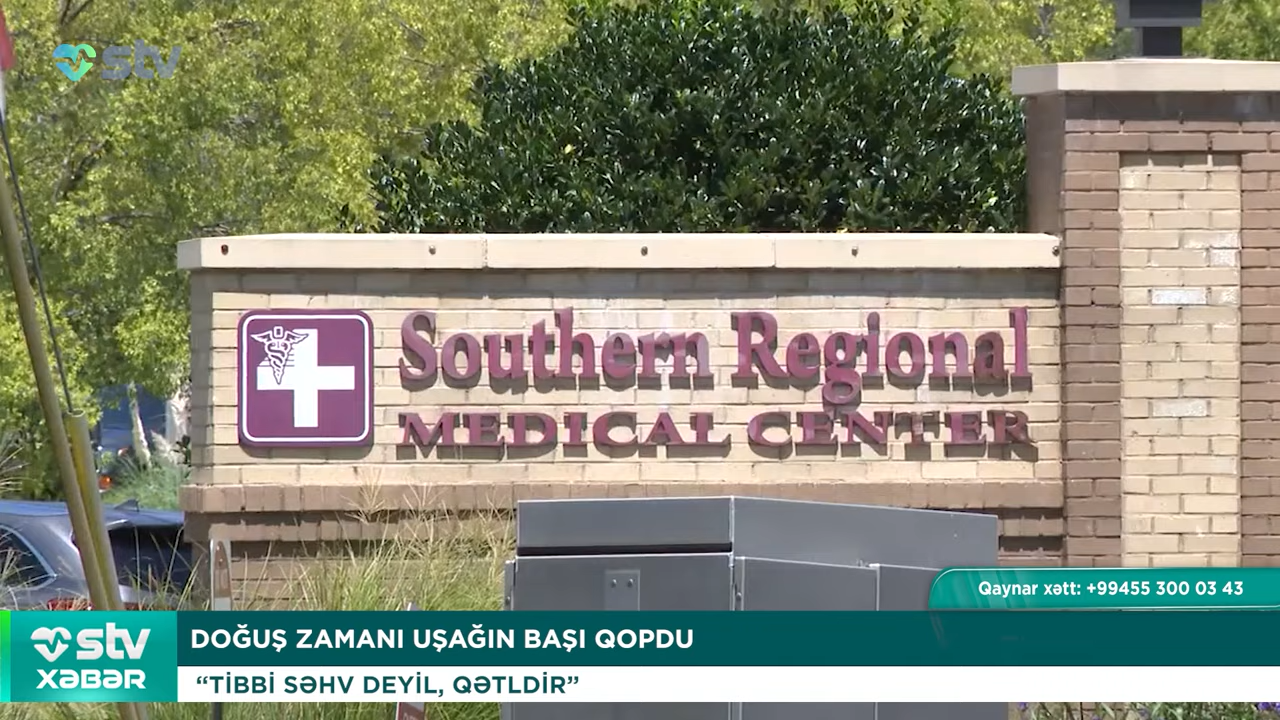 stv
Southern Regional
MEDICAL CENTER
Qaynar xətt: +99455 300 03 43
stv
XƏBƏR
DOĞUŞ ZAMANI UŞAĞIN BAŞI QOPDU
“TİBBİ SƏHV DEYİL, QƏTLDİR”